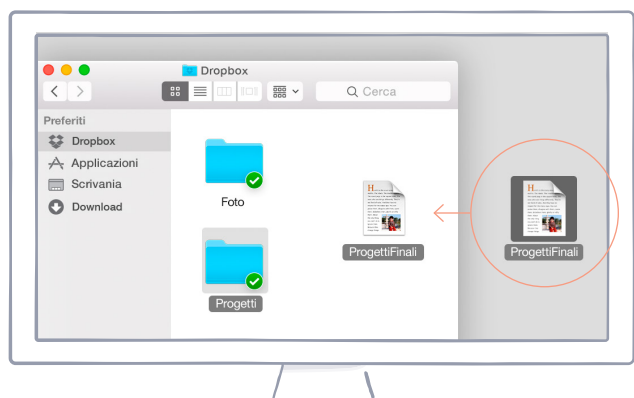 Dropbox
Cerca
Preferiti
Dropbox
Applicazioni
Scrivania
Download
Foto
Progetti
ProgettiFinali
ProgettiFinali